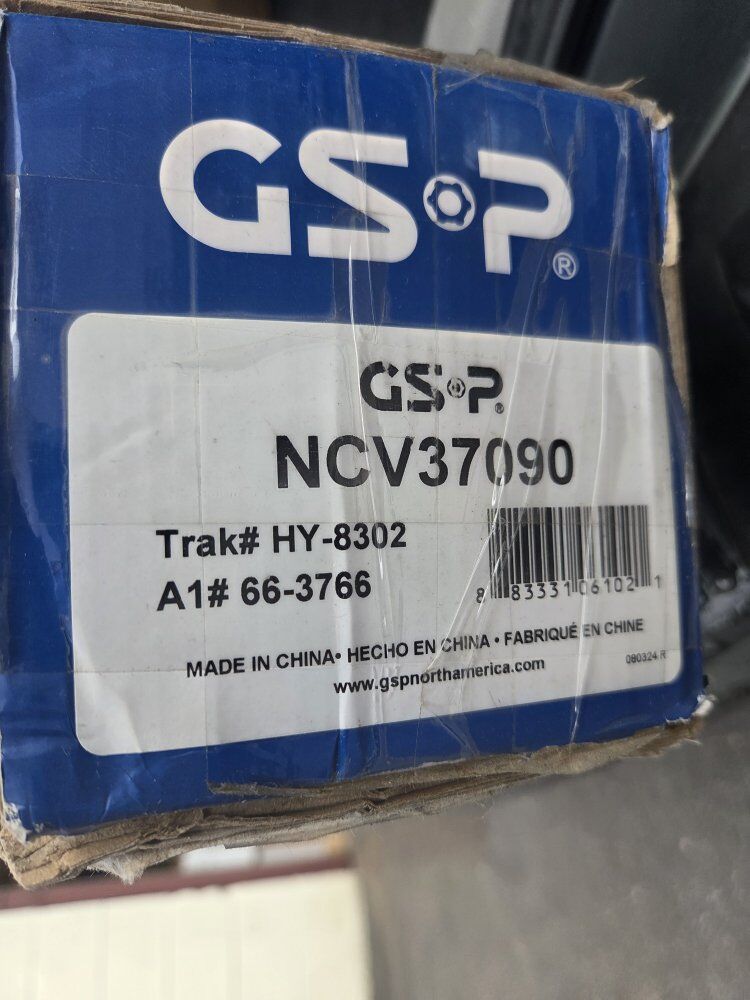 GSP®
GSP®
NCV37090
Trak# HY-8302
A1# 66-3766
8 83331 06102 1
MADE IN CHINA• HECHO EN CHINA • FABRIQUÉ EN CHINE
www.gspnorthamerica.com
080324 R